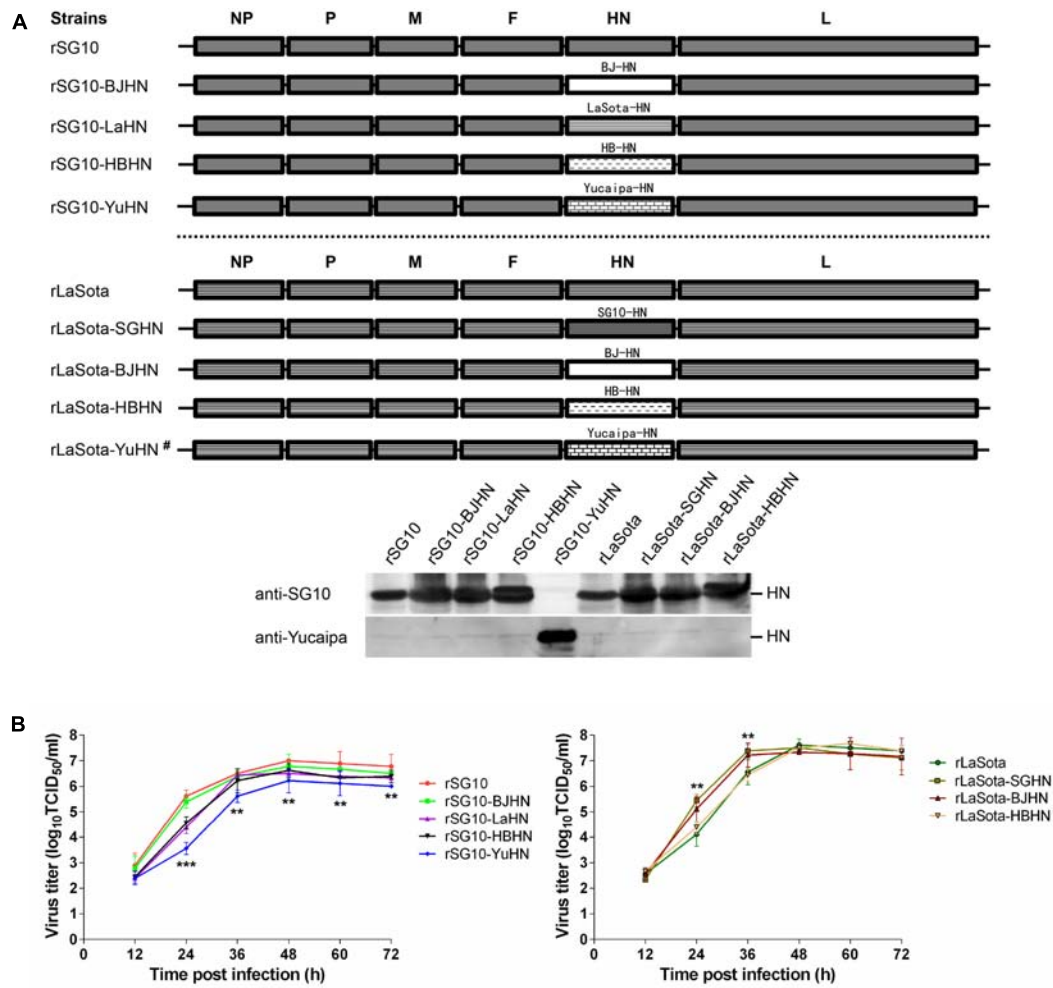 A
Strains NP P M F HN L
rSG10
BJ-HN
rSG10-BJHN
LaSota-HN
rSG10-LaHN
HB-HN
rSG10-HBHN
Yucaipa-HN
rSG10-YuHN
NP P M F HN L
rLaSota
SG10-HN
rLaSota-SGHN
BJ-HN
rLaSota-BJHN
HB-HN
rLaSota-HBHN
Yucaipa-HN
rLaSota-YuHN #
rSG10 rSG10-BJHN rSG10-LaHN rSG10-HBHN rSG10-YuHN rLaSota rLaSota-SGHN rLaSota-BJHN rLaSota-HBHN
anti-SG10 HN
anti-Yucaipa HN
B
Virus titer (log10TCID50/ml)
8
7
6
5
4
3
2
1
0
*** ** ** ** **
0 12 24 36 48 60 72
Time post infection (h)
rSG10
rSG10-BJHN
rSG10-LaHN
rSG10-HBHN
rSG10-YuHN
Virus titer (log10TCID50/ml)
8
7
6
5
4
3
2
1
0
** **
0 12 24 36 48 60 72
Time post infection (h)
rLaSota
rLaSota-SGHN
rLaSota-BJHN
rLaSota-HBHN